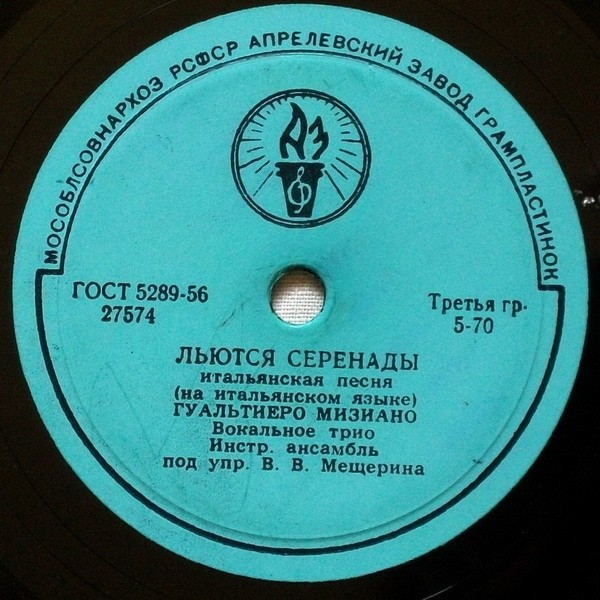 МОСОБЛСОВНАРХОЗ РСФСР АПРЕЛЕВСКИЙ ЗАВОД ГРАМПЛАСТИНОК
АЗ
ГОСТ 5289-56
27574
Третья гр.
5-70
ЛЬЮТСЯ СЕРЕНАДЫ
итальянская песня
(на итальянском языке)
ГУАЛЬТИЕРО МИЗИАНО
Вокальное трио
Инстр. ансамбль
под упр. В. В. Мещерина